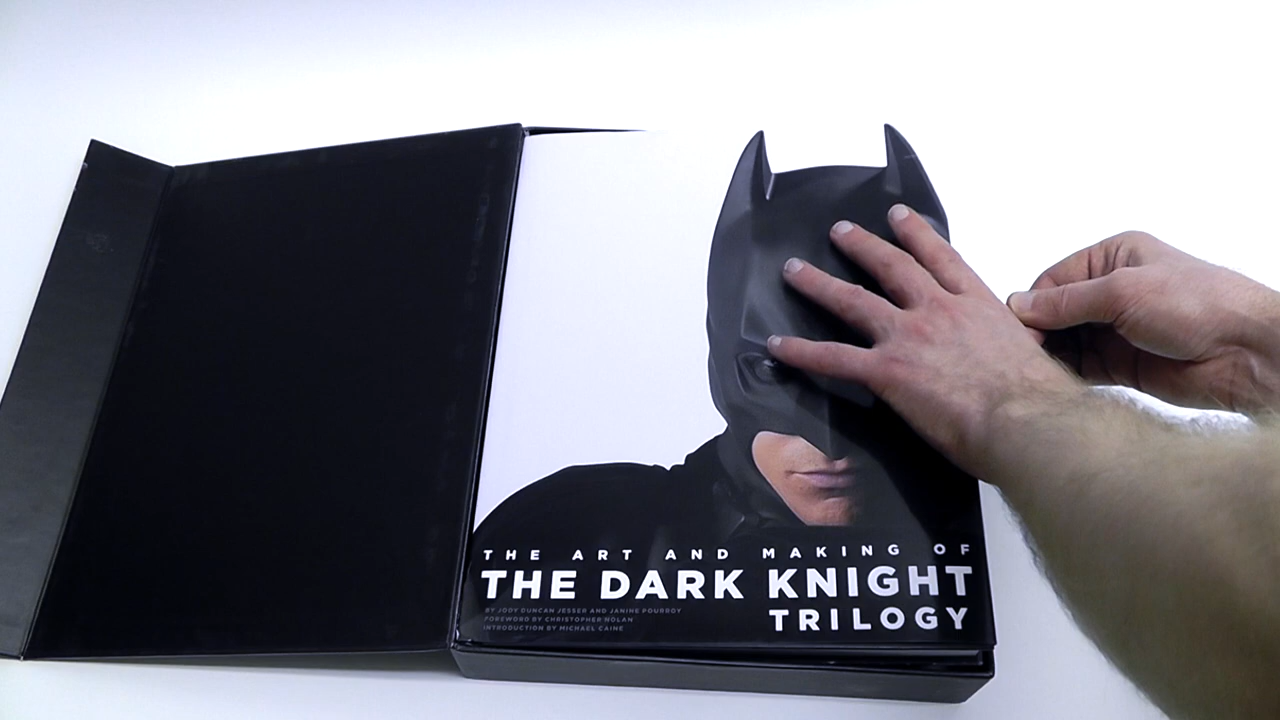 THE ART AND MAKING OF
THE DARK KNIGHT
TRILOGY
BY JODY DUNCAN JESSER AND JANINE POURROY
FOREWORD BY CHRISTOPHER NOLAN
INTRODUCTION BY MICHAEL CAINE